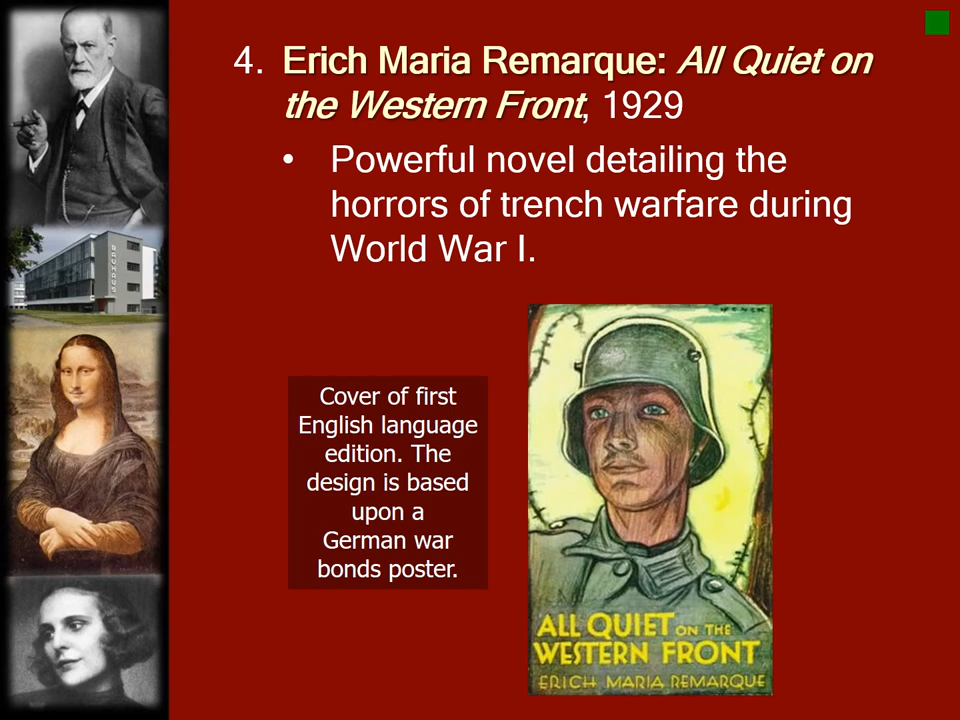 4. Erich Maria Remarque: All Quiet on
the Western Front, 1929
• Powerful novel detailing the
horrors of trench warfare during
World War I.
Cover of first
English language
edition. The
design is based
upon a
German war
bonds poster.
BAUHAUS
ALL QUIET ON THE
WESTERN FRONT
ERICH MARIA REMARQUE